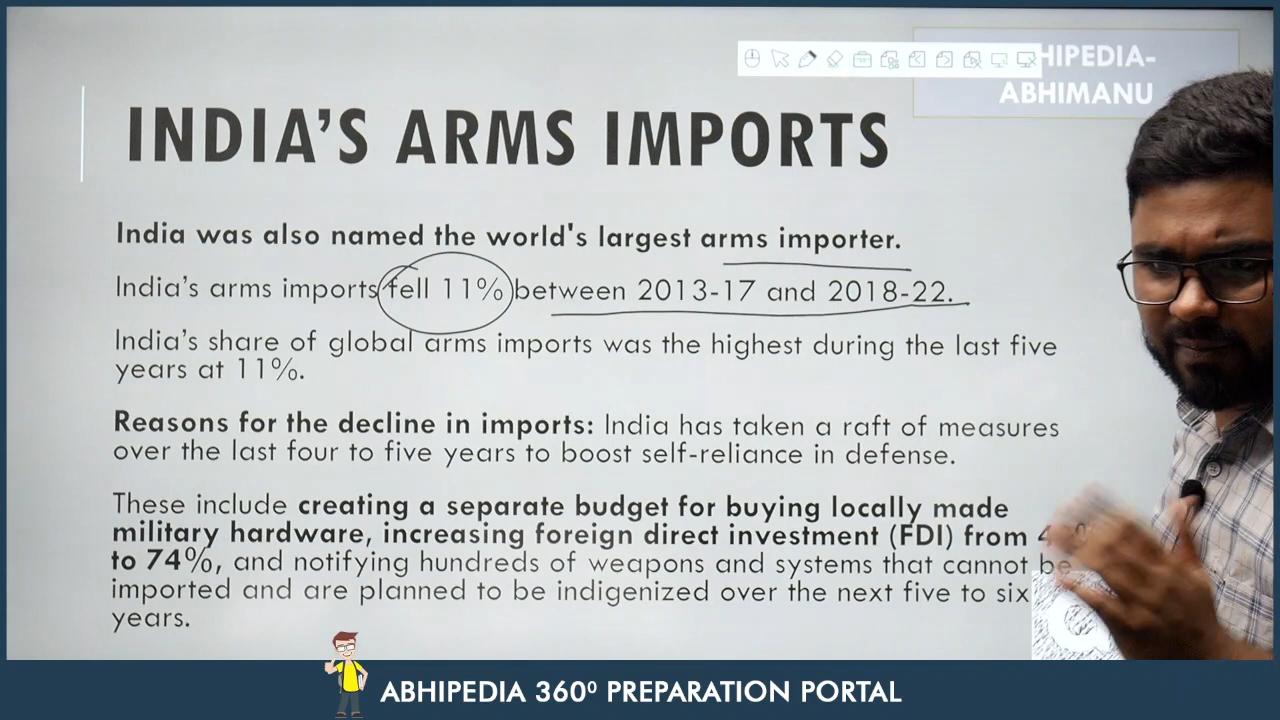 HIPEDIA-
ABHIMANU
INDIA'S ARMS IMPORTS
India was also named the world's largest arms importer.
India's arms imports fell 11% between 2013-17 and 2018-22.
India's share of global arms imports was the highest during the last five
years at 11%.
Reasons for the decline in imports: India has taken a raft of measures
over the last four to five years to boost self-reliance in defense.
These include creating a separate budget for buying locally made
military hardware, increasing foreign direct investment (FDI) from 4
to 74%, and notifying hundreds of weapons and systems that cannot be
imported and are planned to be indigenized over the next five to six
years.
ABHIPEDIA 360⁰ PREPARATION PORTAL